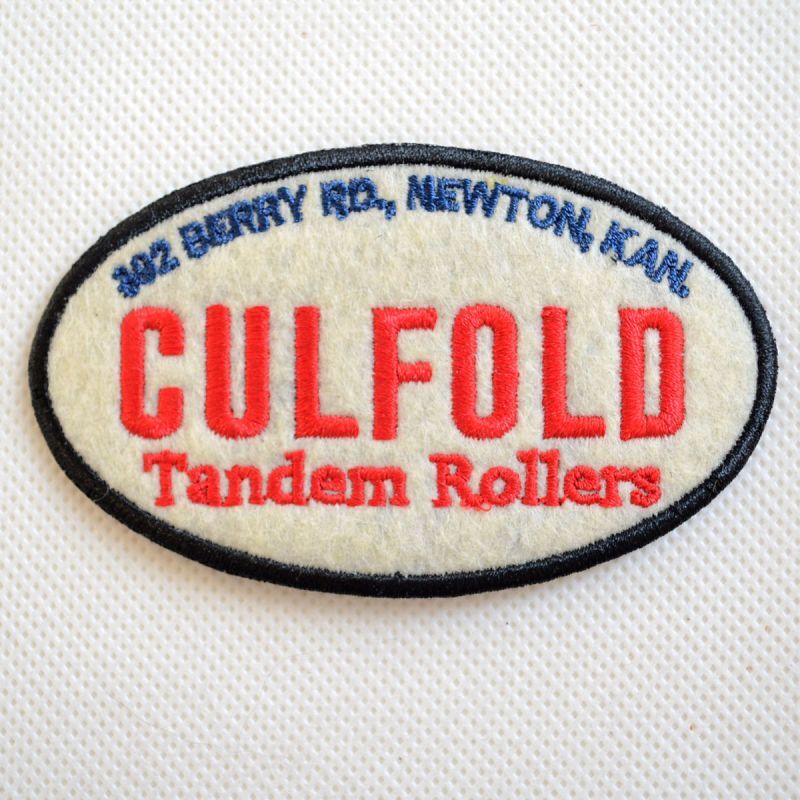 302 BERRY RD., NEWTON, KAN.
CULFOLD
Tandem Rollers